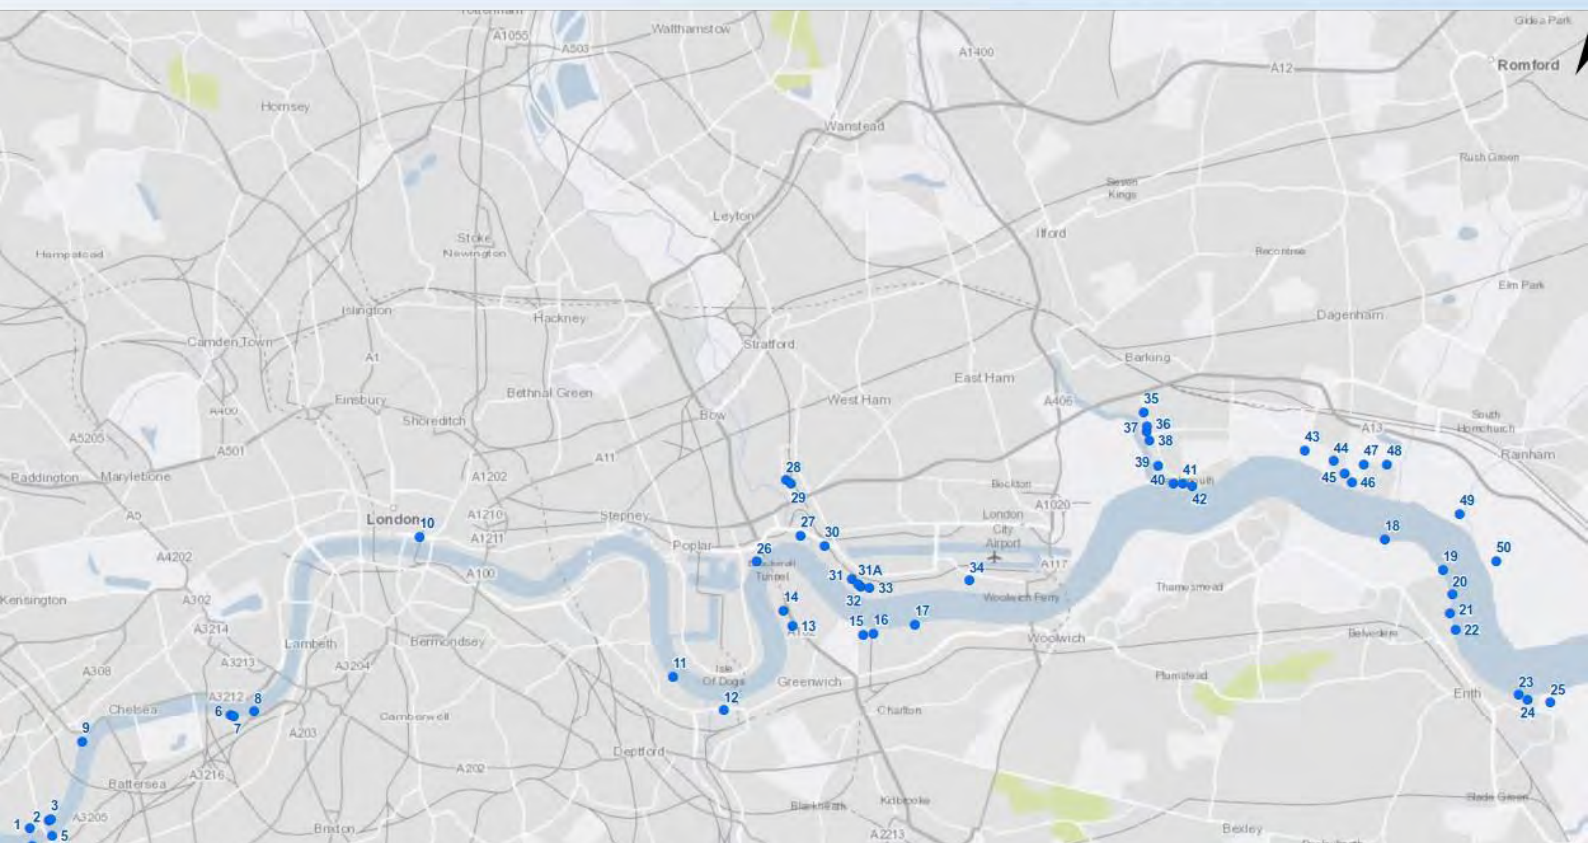 Tottenham
Gidea Park
Walthamstow
A1055
A503
A1400
A12
Romford
Hornsey
Wanstead
Rush Green
Seven
Kings
Leyton
Ilford
Stoke
Newington
Hampstead
Becontree
Elm Park
Islington
Hackney
Dagenham
Camden Town
Stratford
A1
Barking
East Ham
Bethnal Green
West Ham
A406
35
Finsbury
A400
Shoreditch
Bow
South
Hornchurch
36
37
A13
A5205
38
43
A501
A11
Rainham
44
47
48
39
41
28
45
46
Paddington
Marylebone
A1202
Beckton
40
42
29
49
A1020
A5
London
10
A1210
Stepney
London
City
Airport
27
18
A1211
Poplar
30
26
A4202
50
A117
19
A100
Tunnel
31
31A
34
Thamesmead
33
20
Kensington
A302
32
Woolwich Ferry
14
17
21
A3214
15
16
13
A102
22
Belvedere
Lambeth
Bermondsey
Woolwich
A3213
A3204
11
Isle
Of Dogs
A308
Greenwich
Plumstead
23
A3212
8
12
Erith
25
Chelsea
6
Camberwell
Charlton
24
9
7
A203
Deptford
A202
A3216
Battersea
Slade Green
3
Blackheath
Kidbrooke
2
A3205
1
Brixton
Bexley
5
A2213